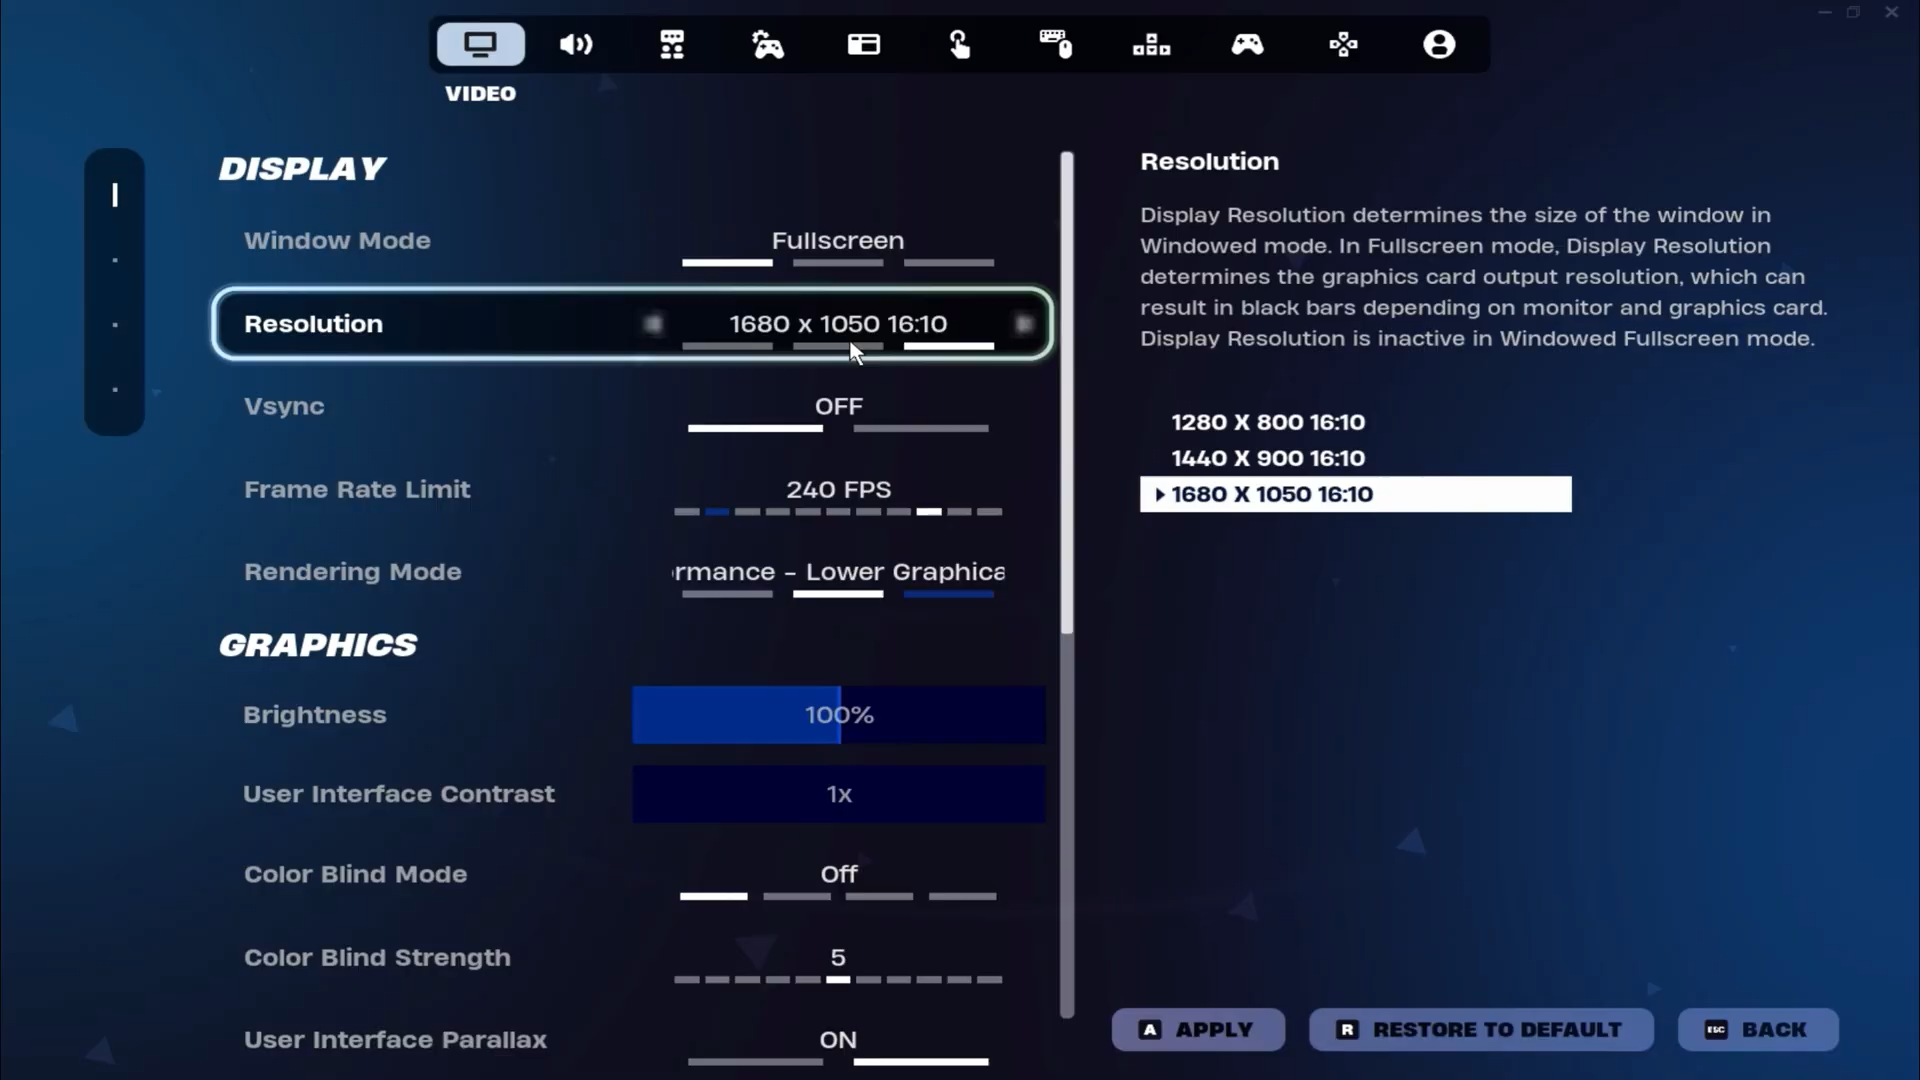 VIDEO
DISPLAY
Window Mode
Fullscreen
Resolution
1680 x 1050 16:10
Vsync
OFF
Frame Rate Limit
240 FPS
Rendering Mode
rmance - Lower Graphica
GRAPHICS
Brightness
100%
User Interface Contrast
1x
Color Blind Mode
Off
Color Blind Strength
5
User Interface Parallax
ON
Resolution
Display Resolution determines the size of the window in
Windowed mode. In Fullscreen mode, Display Resolution
determines the graphics card output resolution, which can
result in black bars depending on monitor and graphics card.
Display Resolution is inactive in Windowed Fullscreen mode.
1280 X 800 16:10
1440 X 900 16:10
1680 X 1050 16:10
A APPLY
R RESTORE TO DEFAULT
ESC BACK